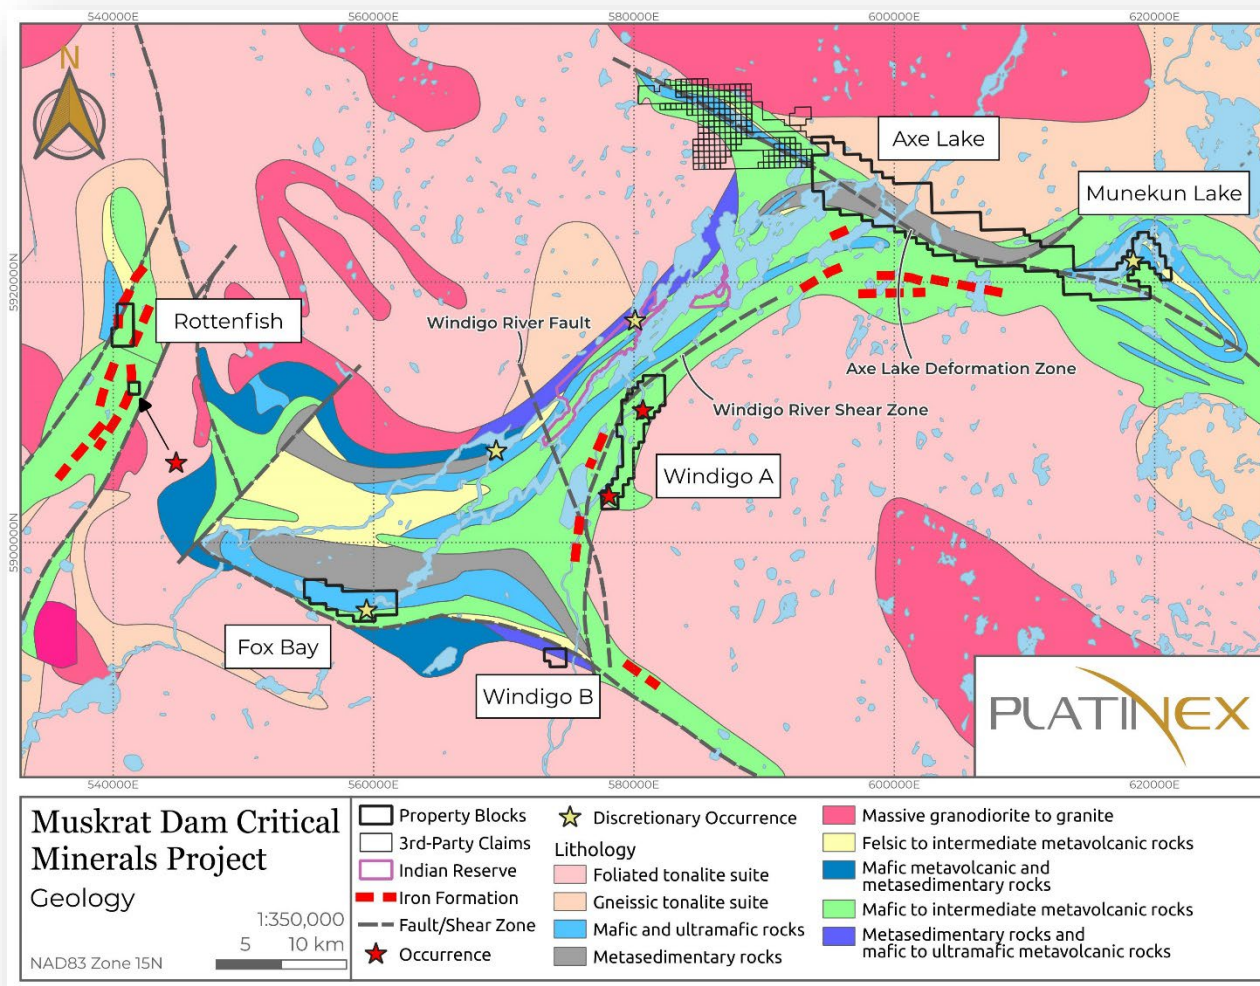 540000E
560000E
580000E
600000E
620000E
N
Axe Lake
Munekun Lake
5920000N
Rottenfish
Windigo River Fault
Axe Lake Deformation Zone
Windigo River Shear Zone
Windigo A
5900000N
Fox Bay
Windigo B
PLATINEX
540000E
560000E
580000E
600000E
620000E
Muskrat Dam Critical
Minerals Project
Geology
1:350,000
5 10 km
NAD83 Zone 15N
Property Blocks
3rd-Party Claims
Indian Reserve
Iron Formation
Fault/Shear Zone
Occurrence
Discretionary Occurrence
Lithology
Foliated tonalite suite
Gneissic tonalite suite
Mafic and ultramafic rocks
Metasedimentary rocks
Massive granodiorite to granite
Felsic to intermediate metavolcanic rocks
Mafic metavolcanic and
metasedimentary rocks
Mafic to intermediate metavolcanic rocks
Metasedimentary rocks and
mafic to ultramafic metavolcanic rocks